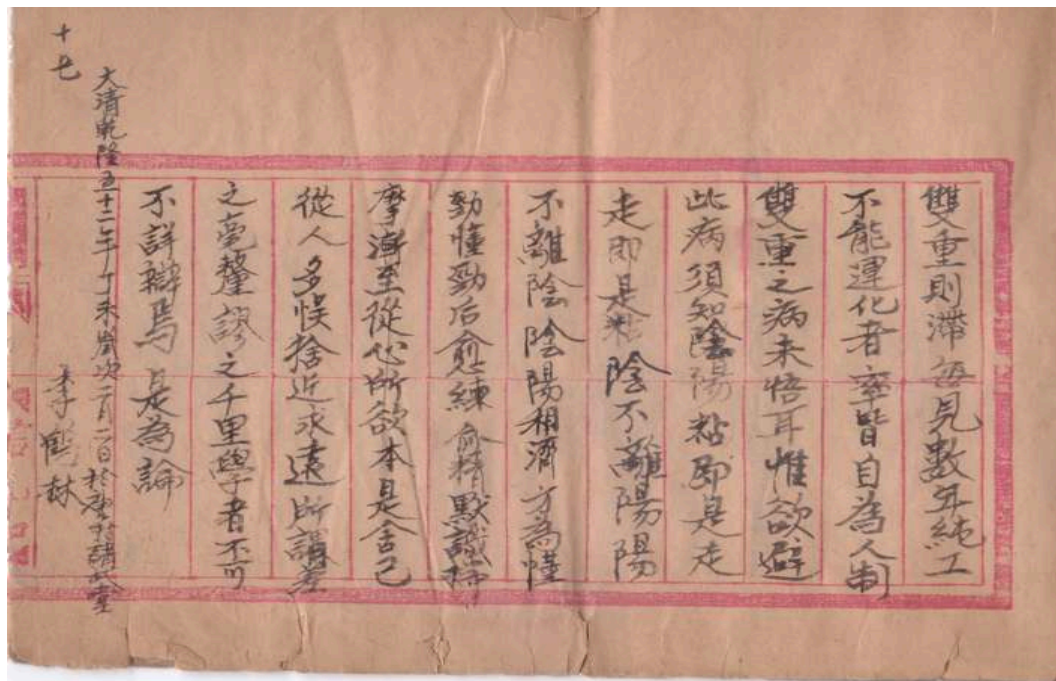 雙重則滯每見數年純工
不能運化者率皆自為人制
雙重之病未悟耳惟欲避
此病須知陰陽粘即是走
走即是粘陰不離陽陽
不離陰陰陽相濟方為懂
勁懂勁后愈練愈精默識揣
摩漸至從心所欲本是舍己
從人多悮捨近求遠所謂差
之毫釐謬之千里學者不可
不詳辯焉 是為論
大清乾隆五十二年丁未歲次二月二日於
李鶴林
十七